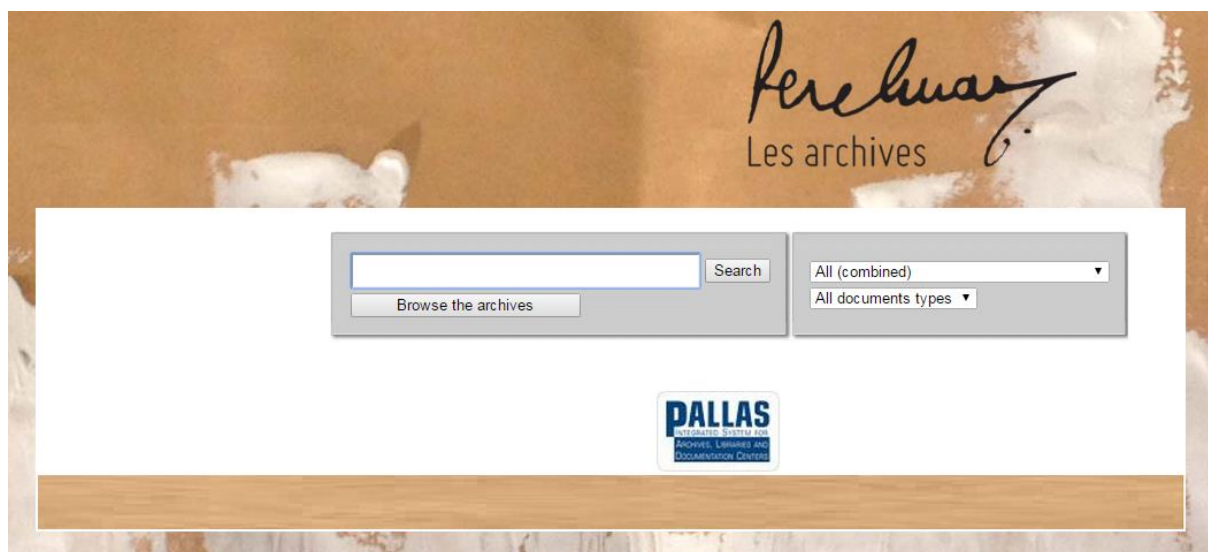 Perelman
Les archives
Search
All (combined)
Browse the archives
All documents types
PALLAS
INTEGRATED SYSTEM FOR
ARCHIVES, LIBRARIES AND
DOCUMENTATION CENTERS